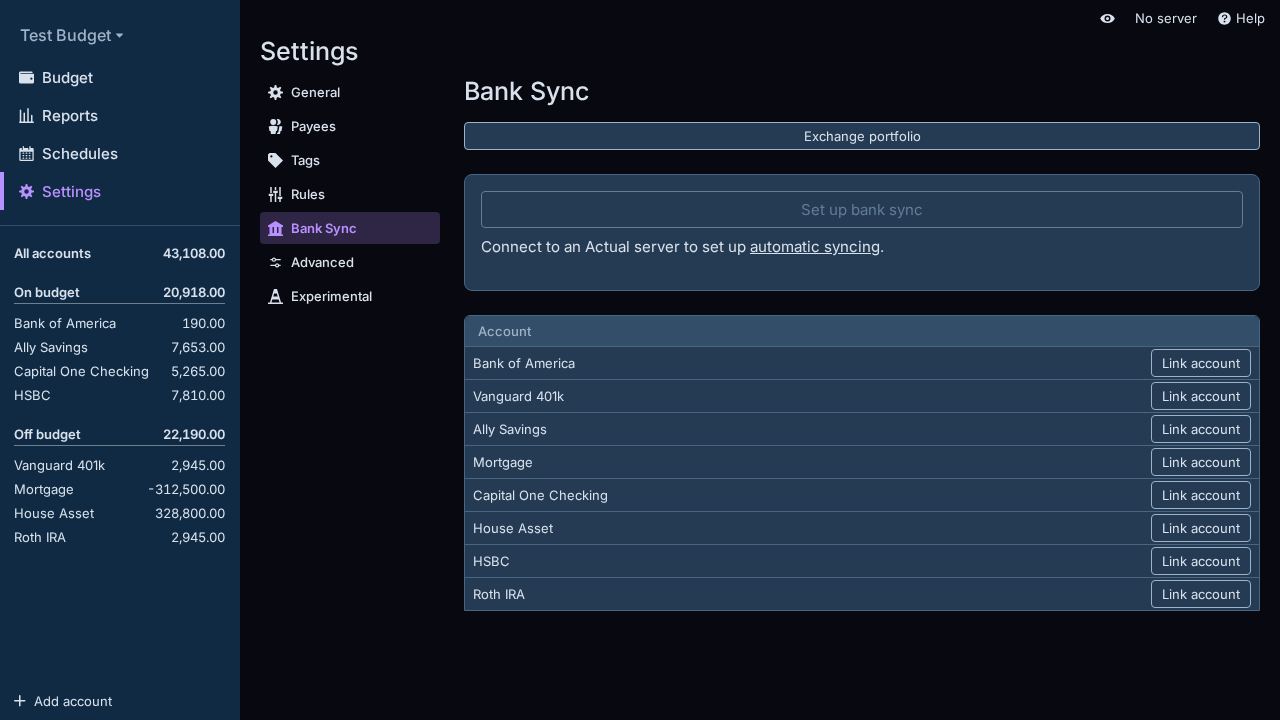 Test Budget
Budget
Reports
Schedules
Settings
All accounts 43,108.00
On budget 20,918.00
Bank of America 190.00
Ally Savings 7,653.00
Capital One Checking 5,265.00
HSBC 7,810.00
Off budget 22,190.00
Vanguard 401k 2,945.00
Mortgage -312,500.00
House Asset 328,800.00
Roth IRA 2,945.00
Add account
No server Help
Settings
General
Payees
Tags
Rules
Bank Sync
Advanced
Experimental
Bank Sync
Exchange portfolio
Set up bank sync
Connect to an Actual server to set up automatic syncing.
Account
Bank of America Link account
Vanguard 401k Link account
Ally Savings Link account
Mortgage Link account
Capital One Checking Link account
House Asset Link account
HSBC Link account
Roth IRA Link account